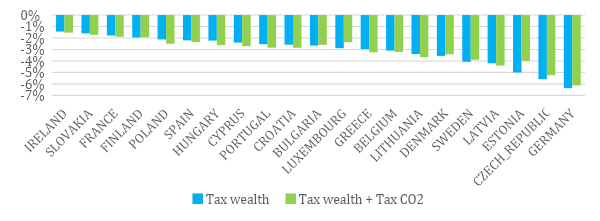 0%
-1%
-2%
-3%
-4%
-5%
-6%
-7%
IRELAND
SLOVAKIA
FRANCE
FINLAND
POLAND
SPAIN
HUNGARY
CYPRUS
PORTUGAL
CROATIA
BULGARIA
LUXEMBOURG
GREECE
BELGIUM
LITHUANIA
DENMARK
SWEDEN
LATVIA
ESTONIA
CZECH_REPUBLIC
GERMANY
Tax wealth
Tax wealth + Tax CO2